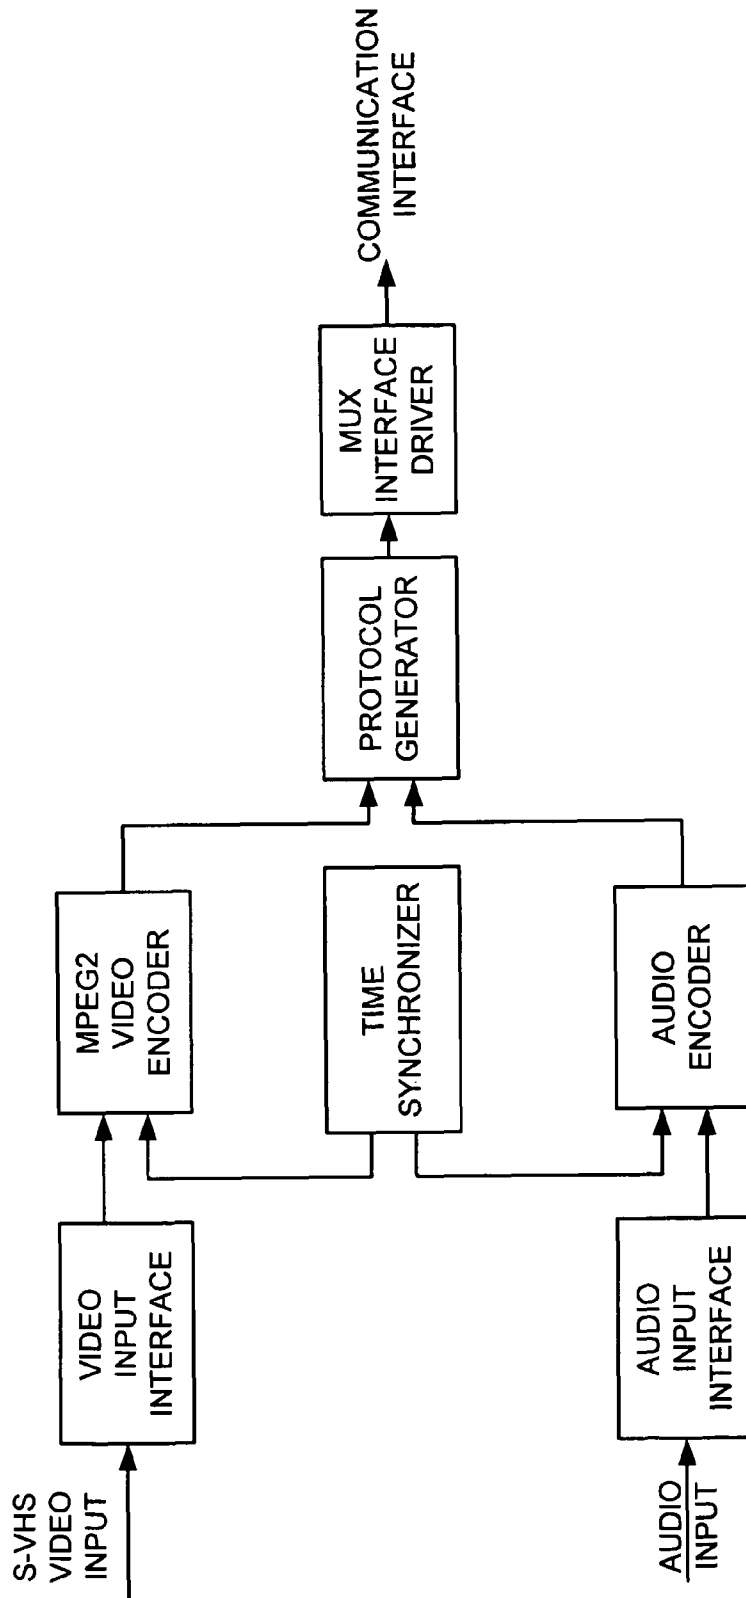 S-VHS
VIDEO
INPUT
VIDEO
INPUT
INTERFACE
MPEG2
VIDEO
ENCODER
TIME
SYNCHRONIZER
PROTOCOL
GENERATOR
MUX
INTERFACE
DRIVER
COMMUNICATION
INTERFACE
AUDIO
INPUT
AUDIO
INPUT
INTERFACE
AUDIO
ENCODER